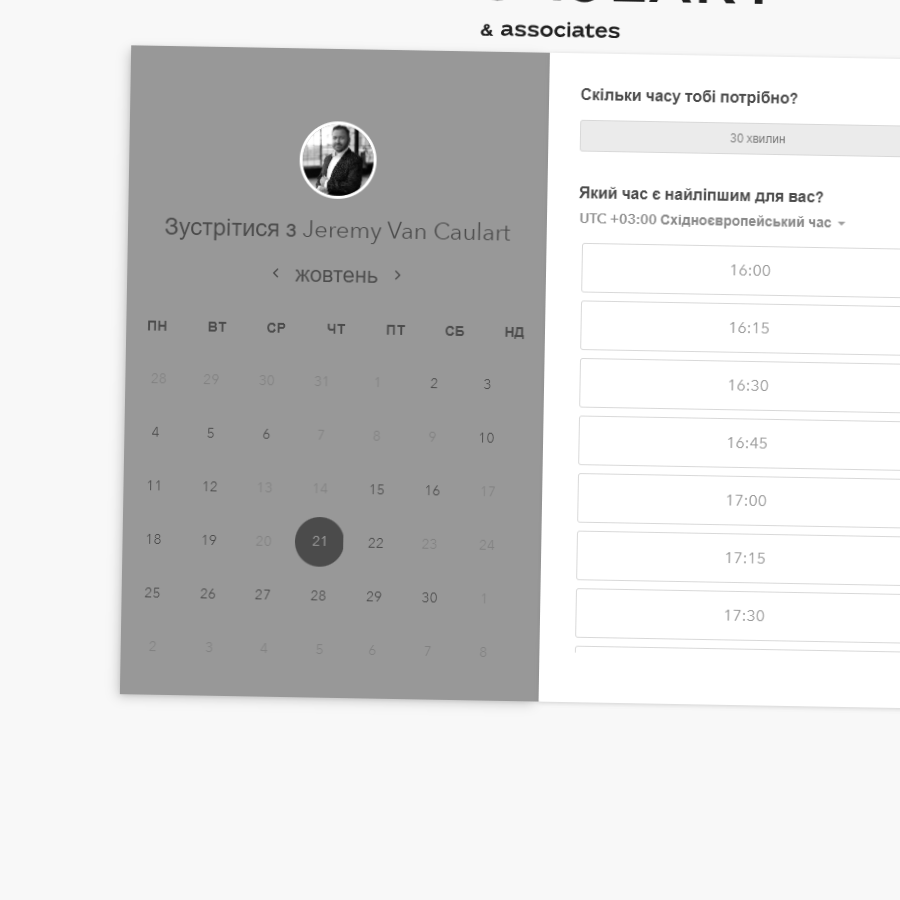 & associates
Зустрітися з Jeremy Van Caulart
жовтень
ПН ВТ СР ЧТ ПТ СБ НД
28 29 30 31 1 2 3
4 5 6 7 8 9 10
11 12 13 14 15 16 17
18 19 20 21 22 23 24
25 26 27 28 29 30 1
2 3 4 5 6 7 8
Скільки часу тобі потрібно?
30 хвилин
Який час є найліпшим для вас?
UTC +03:00 Східноєвропейський час
16:00
16:15
16:30
16:45
17:00
17:15
17:30